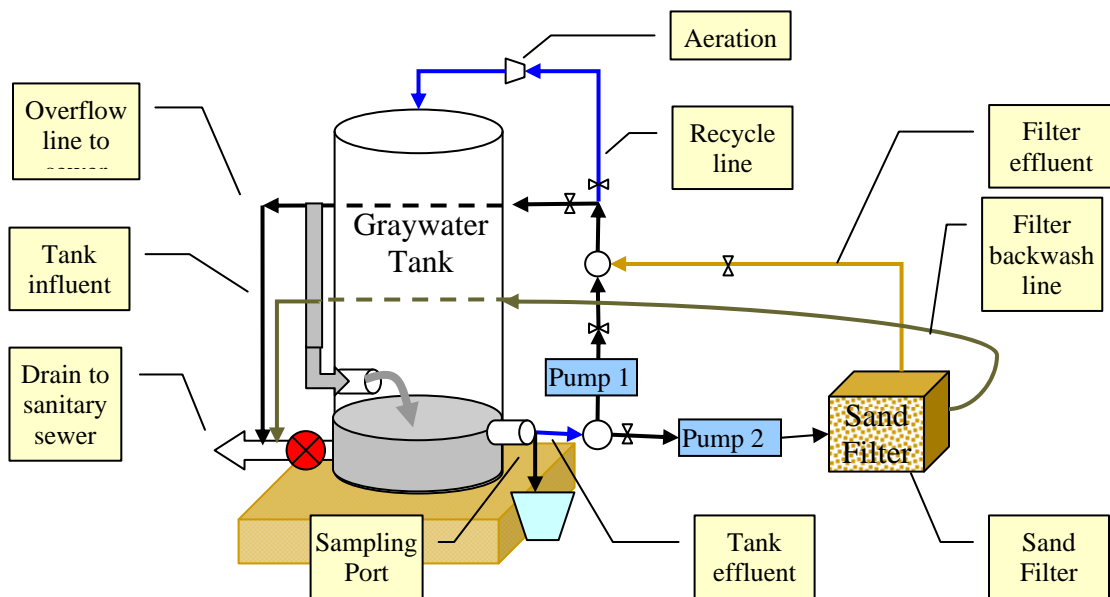 Aeration
Overflow
line to
Recycle
line
Filter
effluent
Graywater
Tank
Tank
influent
Filter
backwash
line
Drain to
sanitary
sewer
Pump 1
Pump 2
Sand
Filter
Sampling
Port
Tank
effluent
Sand
Filter